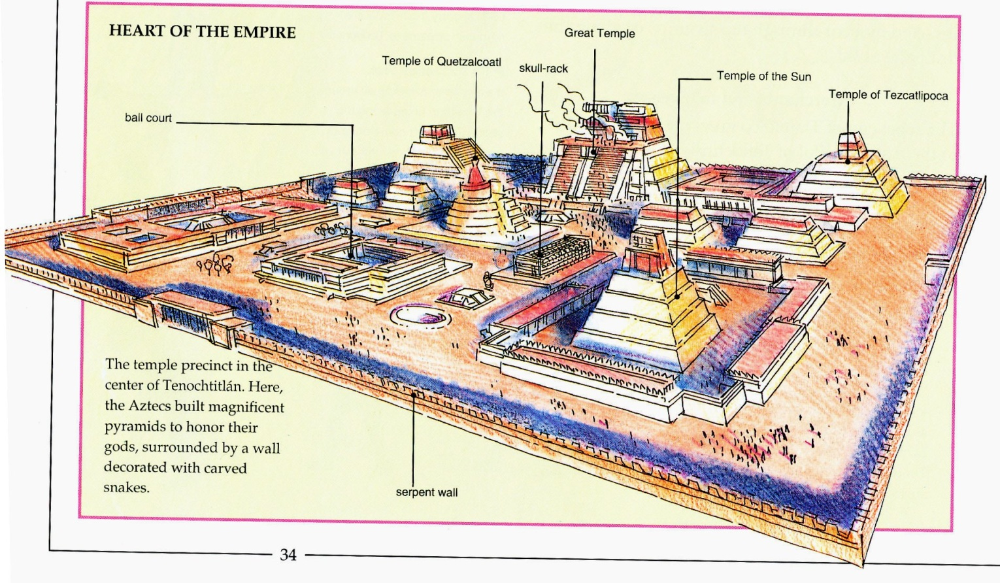 HEART OF THE EMPIRE
Great Temple
Temple of Quetzalcoatl
skull-rack
Temple of the Sun
Temple of Tezcatlipoca
ball court
The temple precinct in the
center of Tenochtitlán. Here,
the Aztecs built magnificent
pyramids to honor their
gods, surrounded by a wall
decorated with carved
snakes.
serpent wall
34